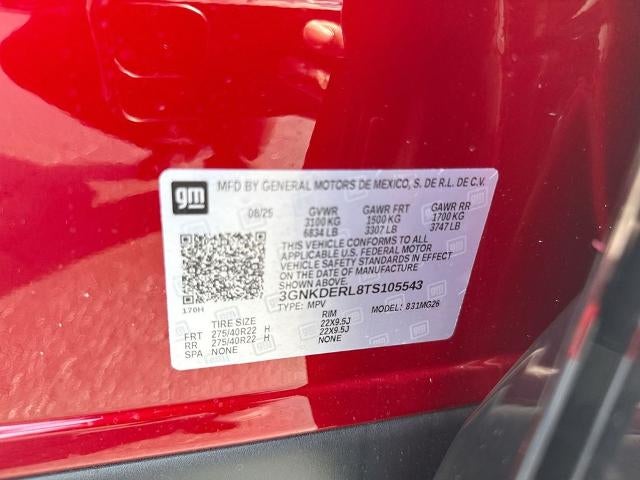 gm MFD BY GENERAL MOTORS DE MEXICO, S. DE R.L. DE C.V.
08/25 GVWR GAWR FRT GAWR RR
3100 KG 1500 KG 1700 KG
6834 LB 3307 LB 3747 LB
THIS VEHICLE CONFORMS TO ALL
APPLICABLE U.S. FEDERAL MOTOR
VEHICLE SAFETY STANDARDS IN EFFECT
ON THE DATE OF MANUFACTURE
SHOWN ABOVE.
3GNKDERL8TS105543
170H TYPE: MPV MODEL: 831MG26
TIRE SIZE RIM
FRT 275/40R22 H 22X9.5J
RR 275/40R22 H 22X9.5J
SPA NONE NONE